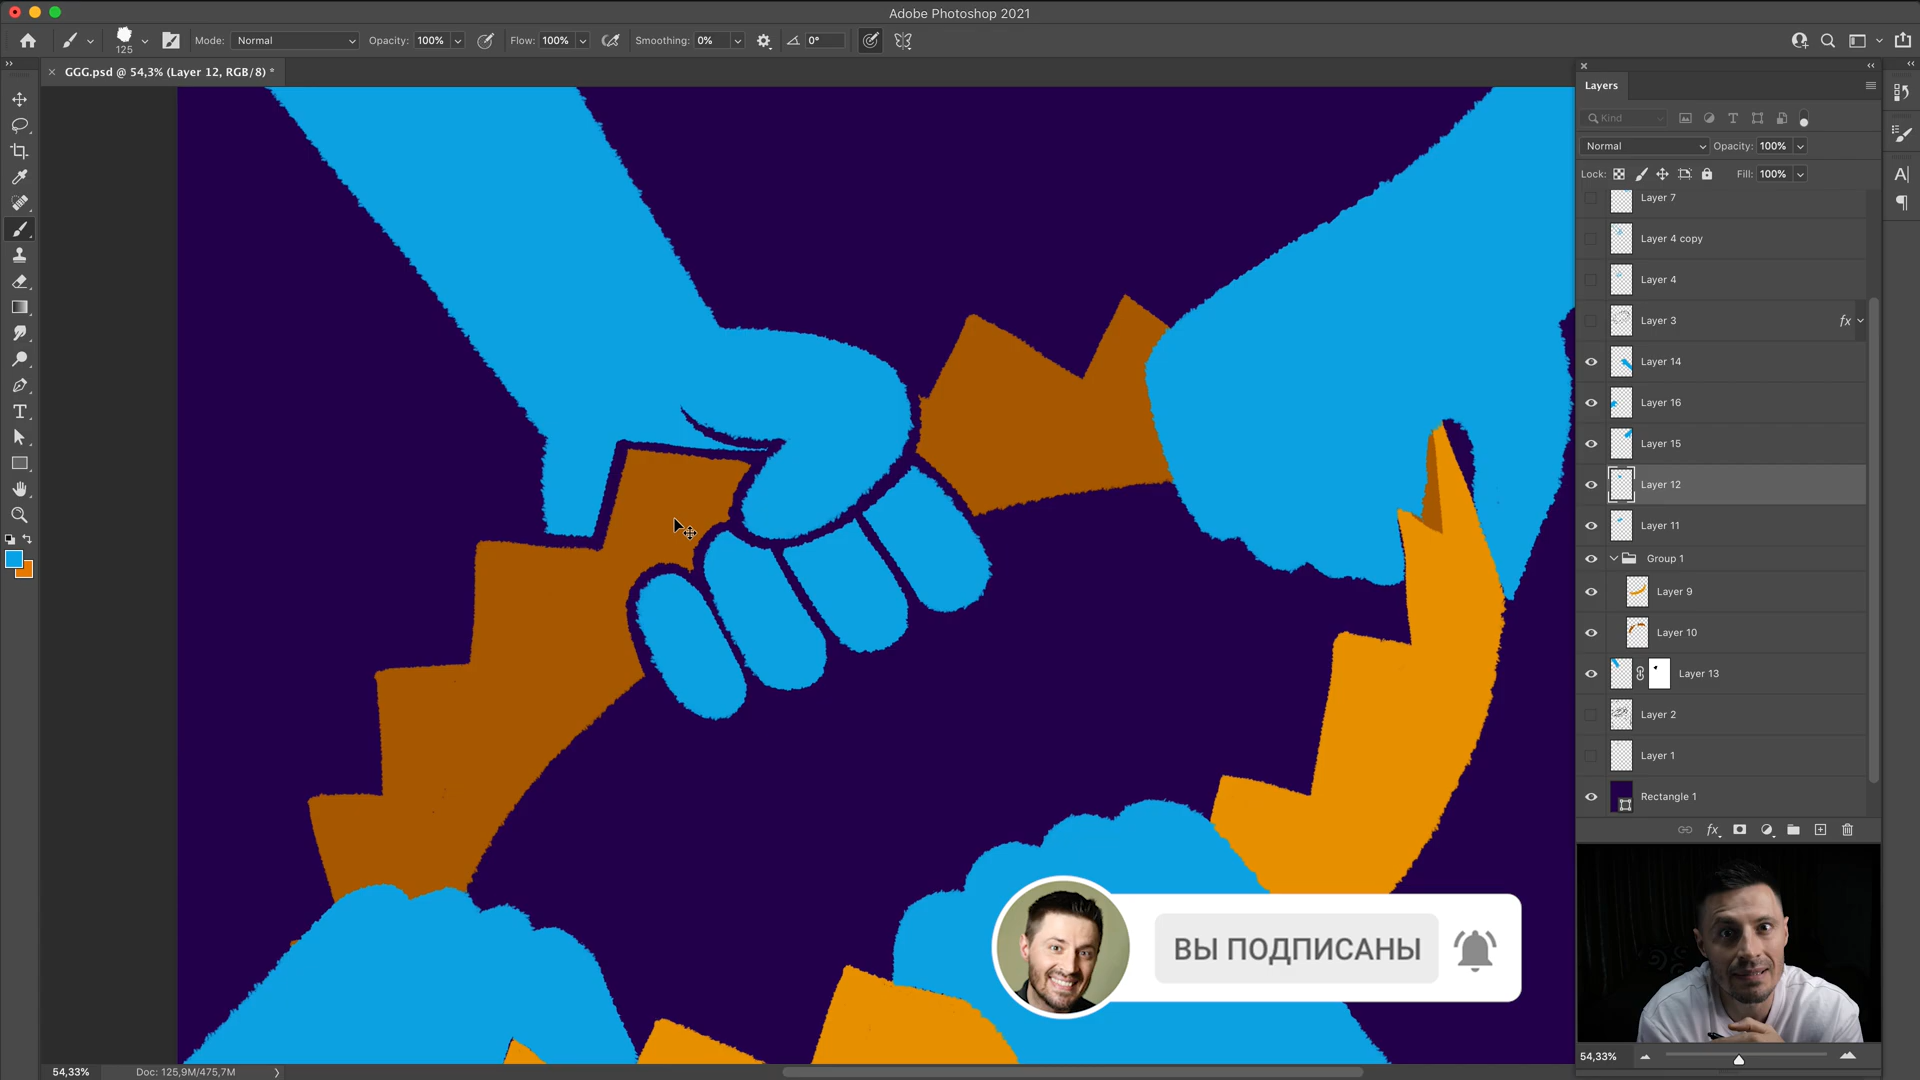 Adobe Photoshop 2021
125
Mode: Normal
Opacity: 100%
Flow: 100%
Smoothing: 0%
0°
GGG.psd @ 54,3% (Layer 12, RGB/8) *
Layers
Kind
Normal
Opacity: 100%
Lock:
Fill: 100%
Layer 7
Layer 4 copy
Layer 4
Layer 3
fx
Layer 14
Layer 16
Layer 15
Layer 12
Layer 11
Group 1
Layer 9
Layer 10
Layer 13
Layer 2
Layer 1
Rectangle 1
fx
ВЫ ПОДПИСАНЫ
54,33%
54,33%
Doc: 125,9M/475,7M